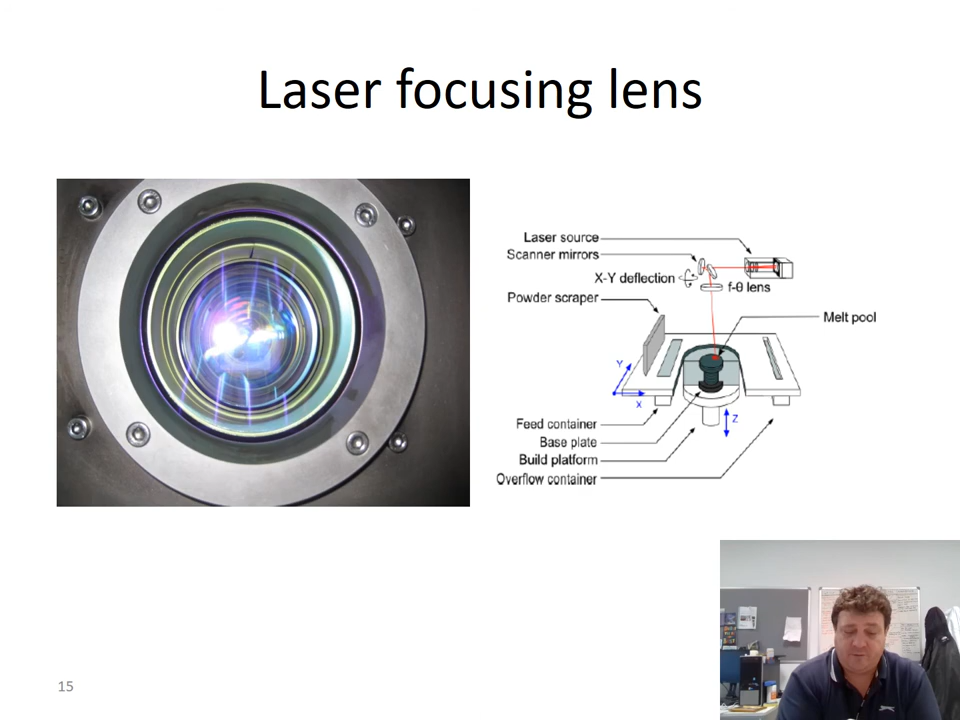 Laser focusing lens
Laser source
Scanner mirrors
X-Y deflection
f-θ lens
Powder scraper
Melt pool
Y
X
Z
Feed container
Base plate
Build platform
Overflow container
15